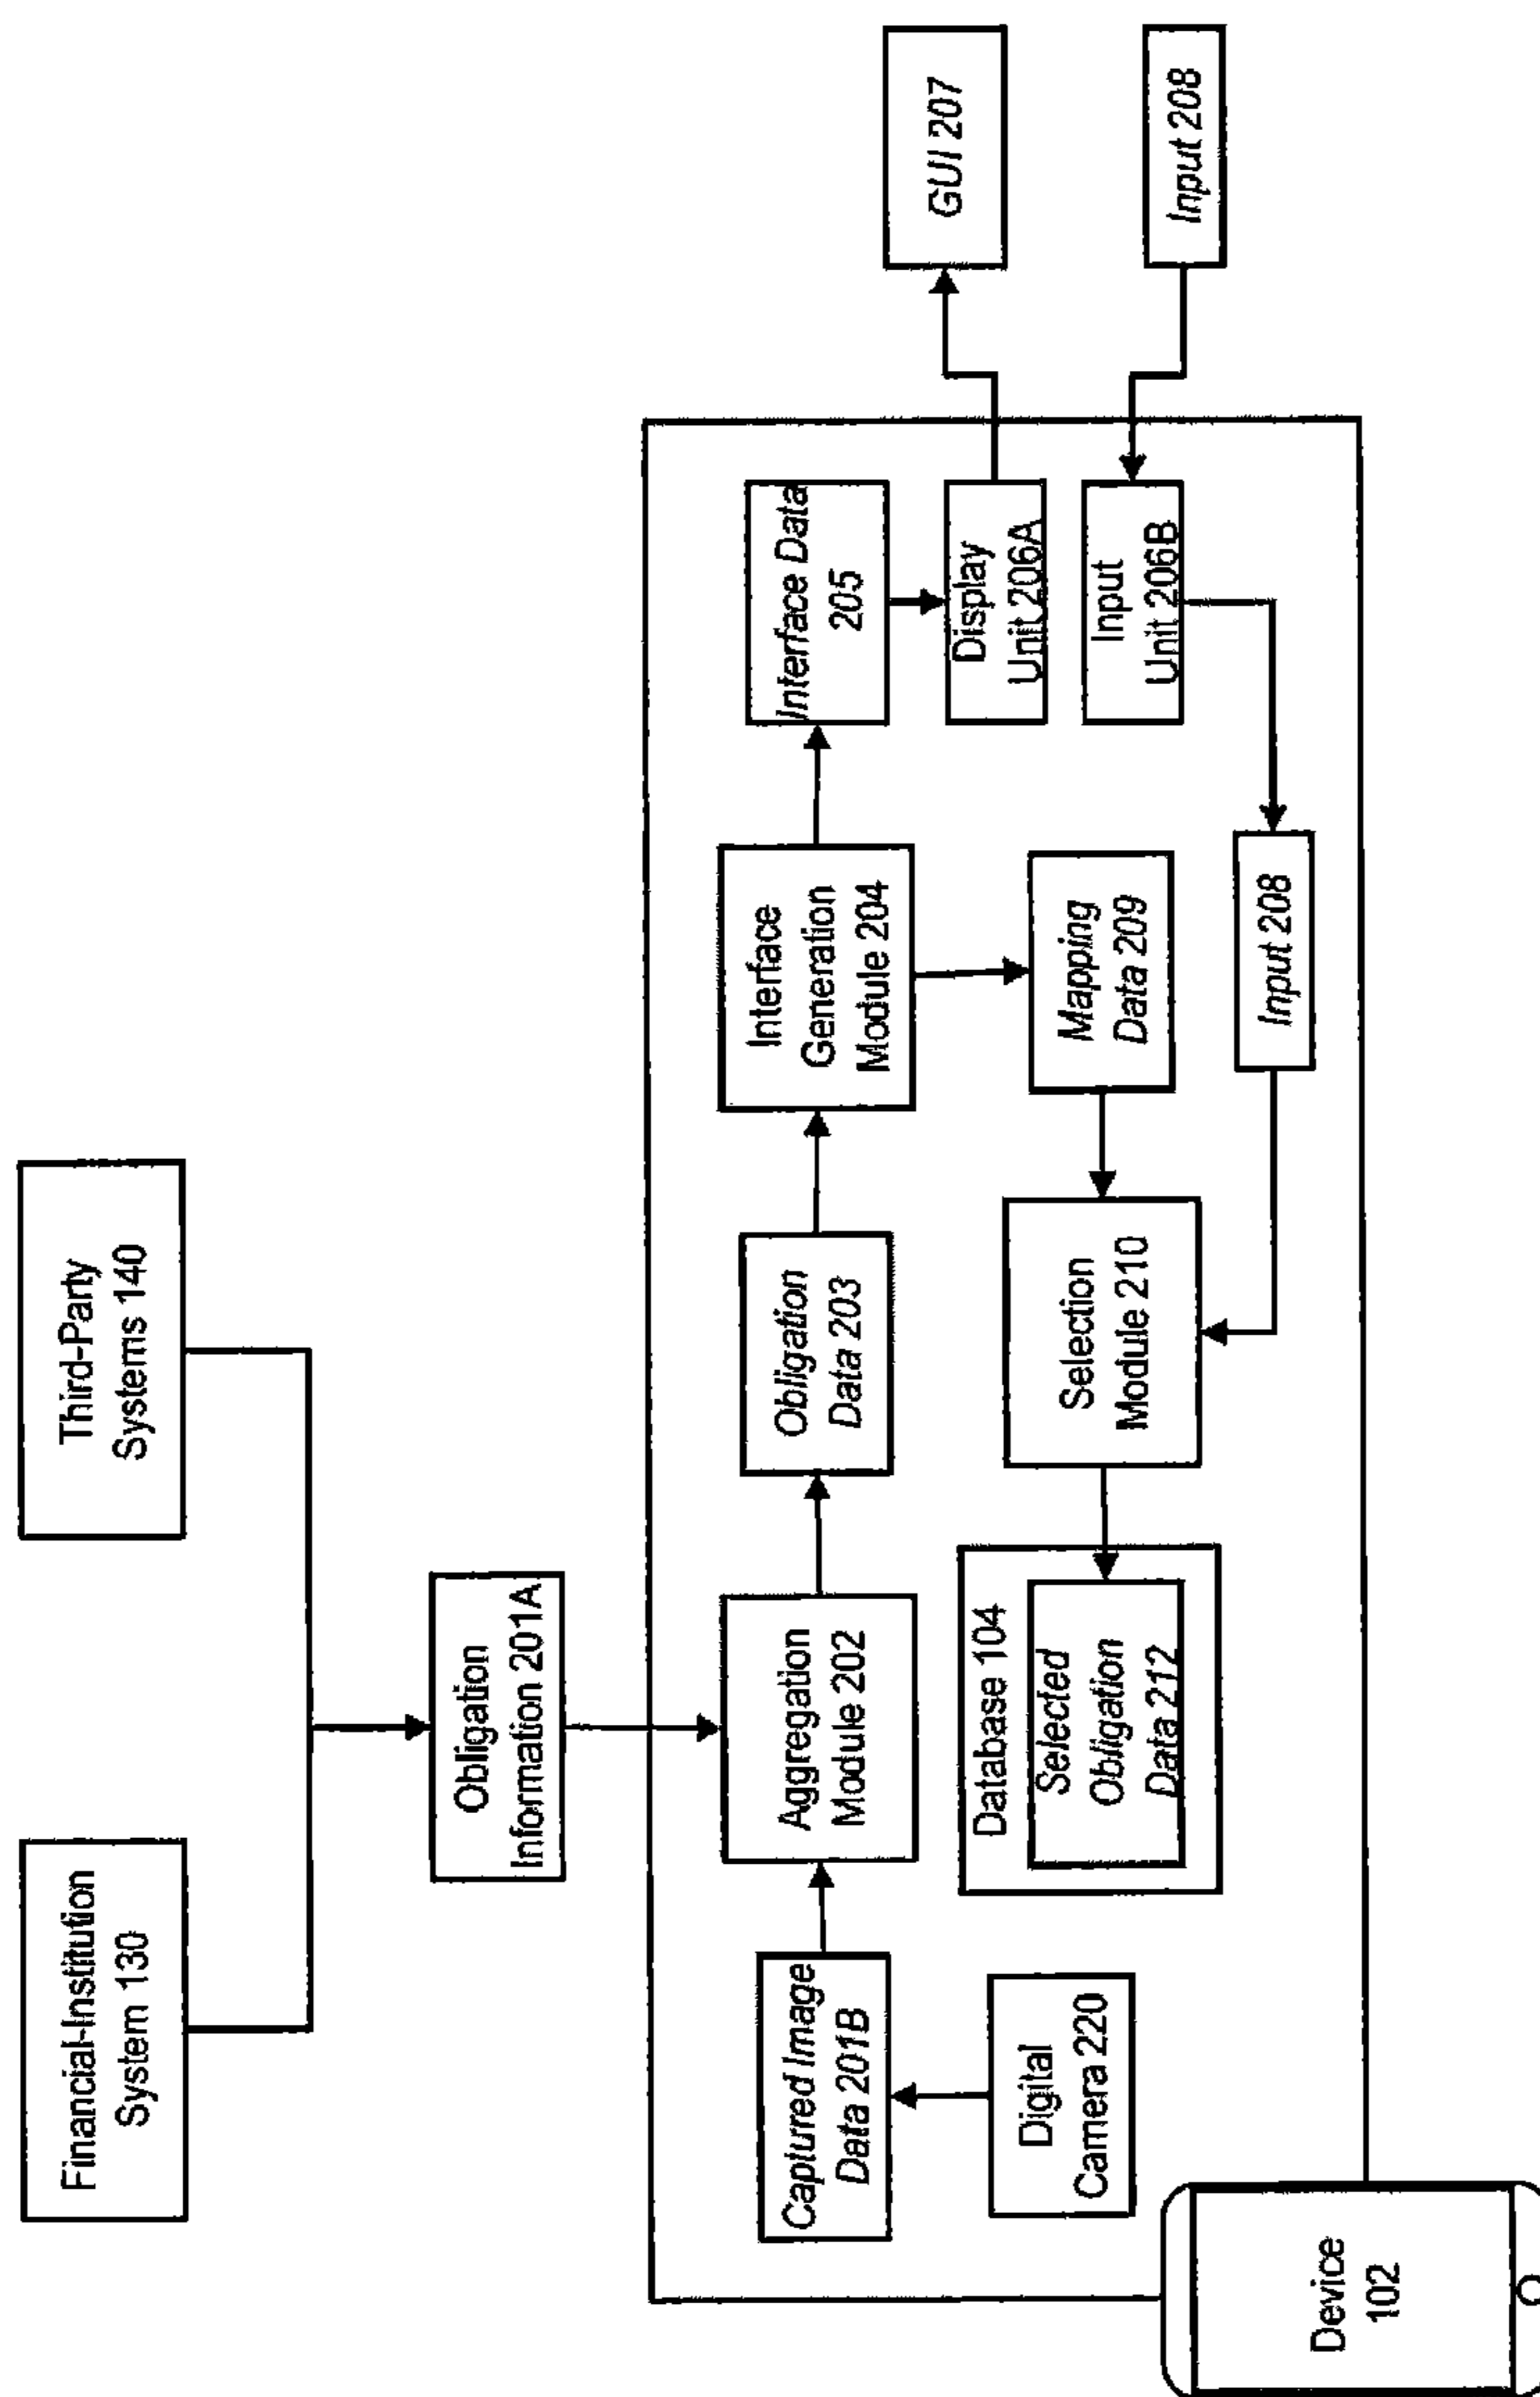 Financial-Institution
System 130
Third-Party
Systems 140
Obligation
Information 201A
Captured Image
Data 201B
Aggregation
Module 202
Obligation
Data 203
Interface
Generation
Module 204
Interface Data
205
GUI 207
Digital
Camera 220
Database 104
Selected
Obligation
Data 212
Selection
Module 210
Mapping
Data 209
Display
Unit 206A
Input
Unit 206B
Input 208
Input 208
Device
102